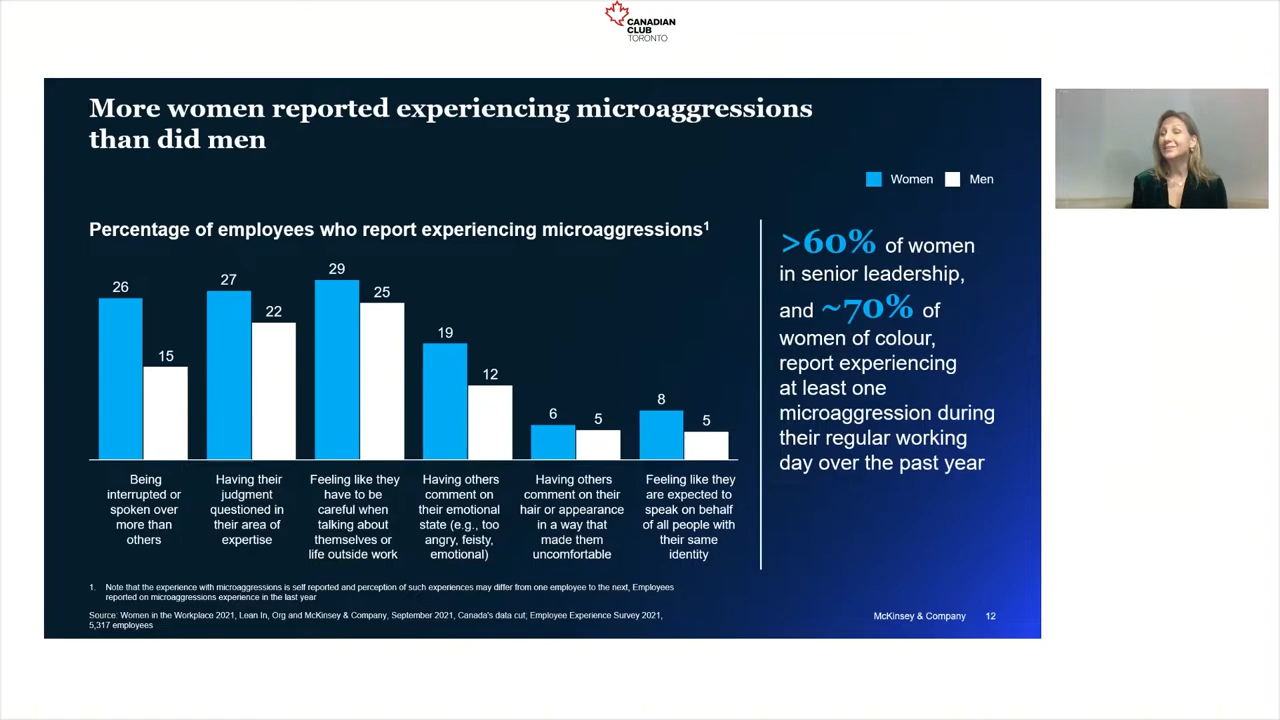 CANADIAN
CLUB
TORONTO
More women reported experiencing microaggressions
than did men
Women
Men
Percentage of employees who report experiencing microaggressions¹
26
15
27
22
29
25
19
12
6
5
8
5
Being
interrupted or
spoken over
more than
others
Having their
judgment
questioned in
their area of
expertise
Feeling like they
have to be
careful when
talking about
themselves or
life outside work
Having others
comment on
their emotional
state (e.g., too
angry, feisty,
emotional)
Having others
comment on their
hair or appearance
in a way that
made them
uncomfortable
Feeling like they
are expected to
speak on behalf
of all people with
their same
identity
>60% of women
in senior leadership,
and ~70% of
women of colour,
report experiencing
at least one
microaggression during
their regular working
day over the past year
1. Note that the experience with microaggressions is self reported and perception of such experiences may differ from one employee to the next, Employees
reported on microaggressions experience in the last year
Source: Women in the Workplace 2021, Lean In, Org and McKinsey & Company, September 2021, Canada's data cut; Employee Experience Survey 2021,
5,317 employees
McKinsey & Company 12